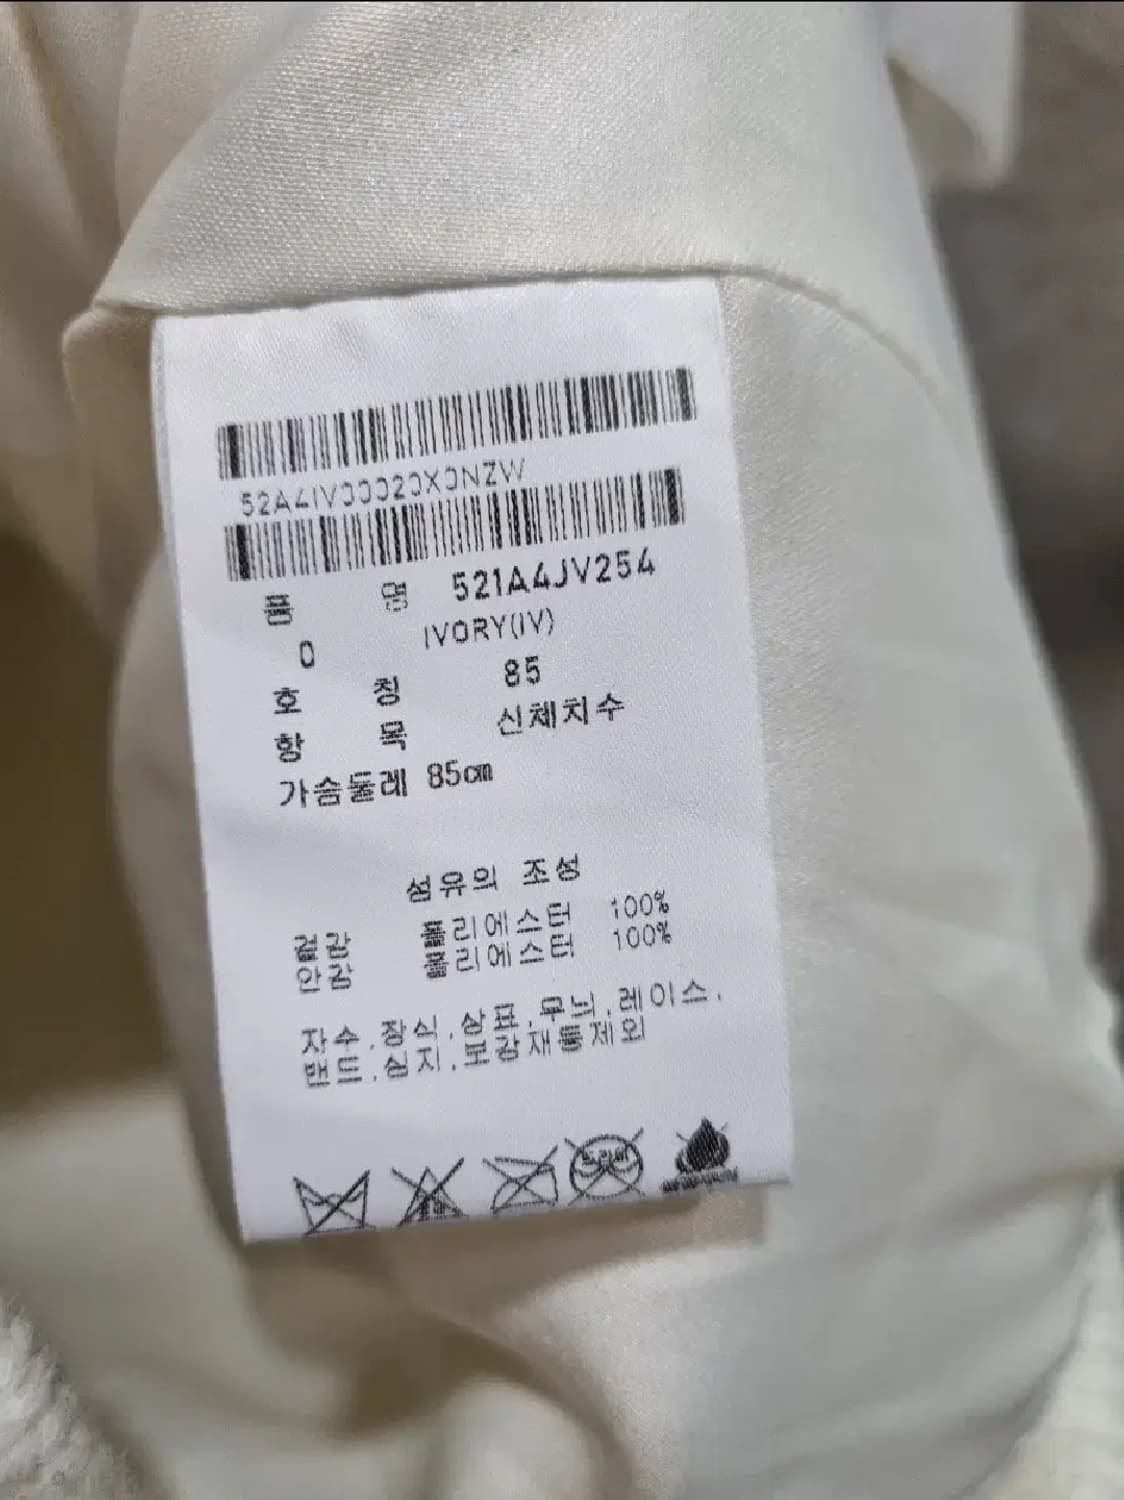 52A4IV00020X0NZW
품 명 521A4JV254
0 IVORY(IV)
호 칭 85
항 목 신체치수
가슴둘레 85cm
섬유의 조성
겉감 폴리에스터 100%
안감 폴리에스터 100%
자수.장식.상표.무늬.레이스.
밴드.심지.보강재등제외
드라이